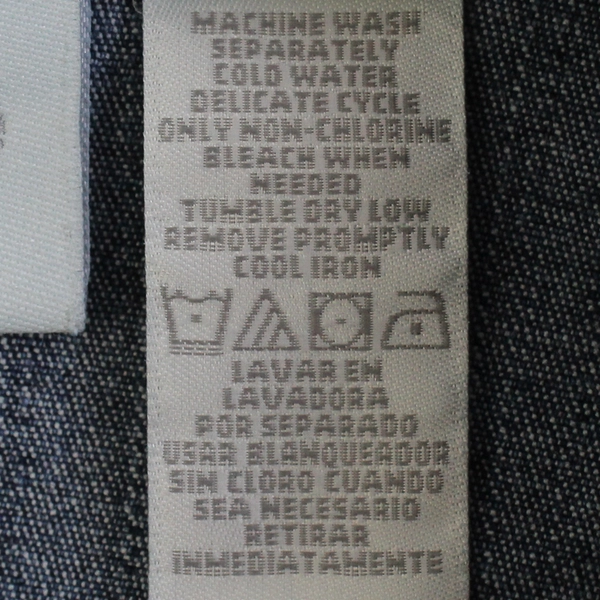 MACHINE WASH
SEPARATELY
COLD WATER
DELICATE CYCLE
ONLY NON-CHLORINE
BLEACH WHEN
NEEDED
TUMBLE DRY LOW
REMOVE PROMPTLY
COOL IRON
LAVAR EN
LAVADORA
POR SEPARADO
USAR BLANQUEADOR
SIN CLORO CUANDO
SEA NECESARIO
RETIRAR
IMMEDIATAMENTE